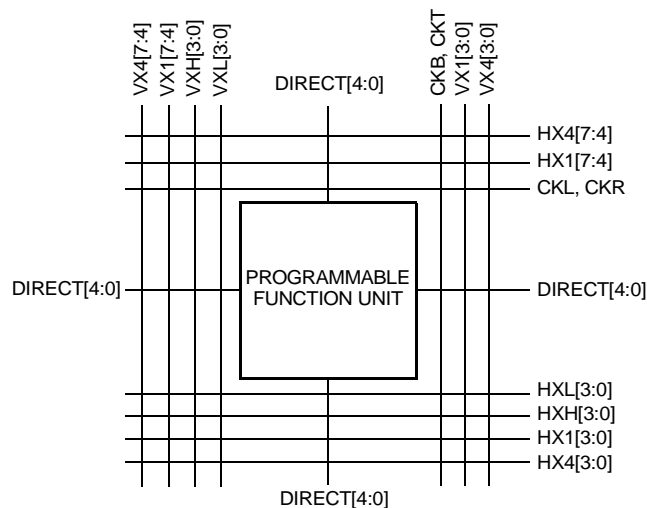 VX4[7:4]
VX1[7:4]
VXH[3:0]
VXL[3:0]
DIRECT[4:0]
CKB, CKT
VX1[3:0]
VX4[3:0]
HX4[7:4]
HX1[7:4]
CKL, CKR
DIRECT[4:0]
PROGRAMMABLE
FUNCTION UNIT
DIRECT[4:0]
HXL[3:0]
HXH[3:0]
HX1[3:0]
HX4[3:0]
DIRECT[4:0]